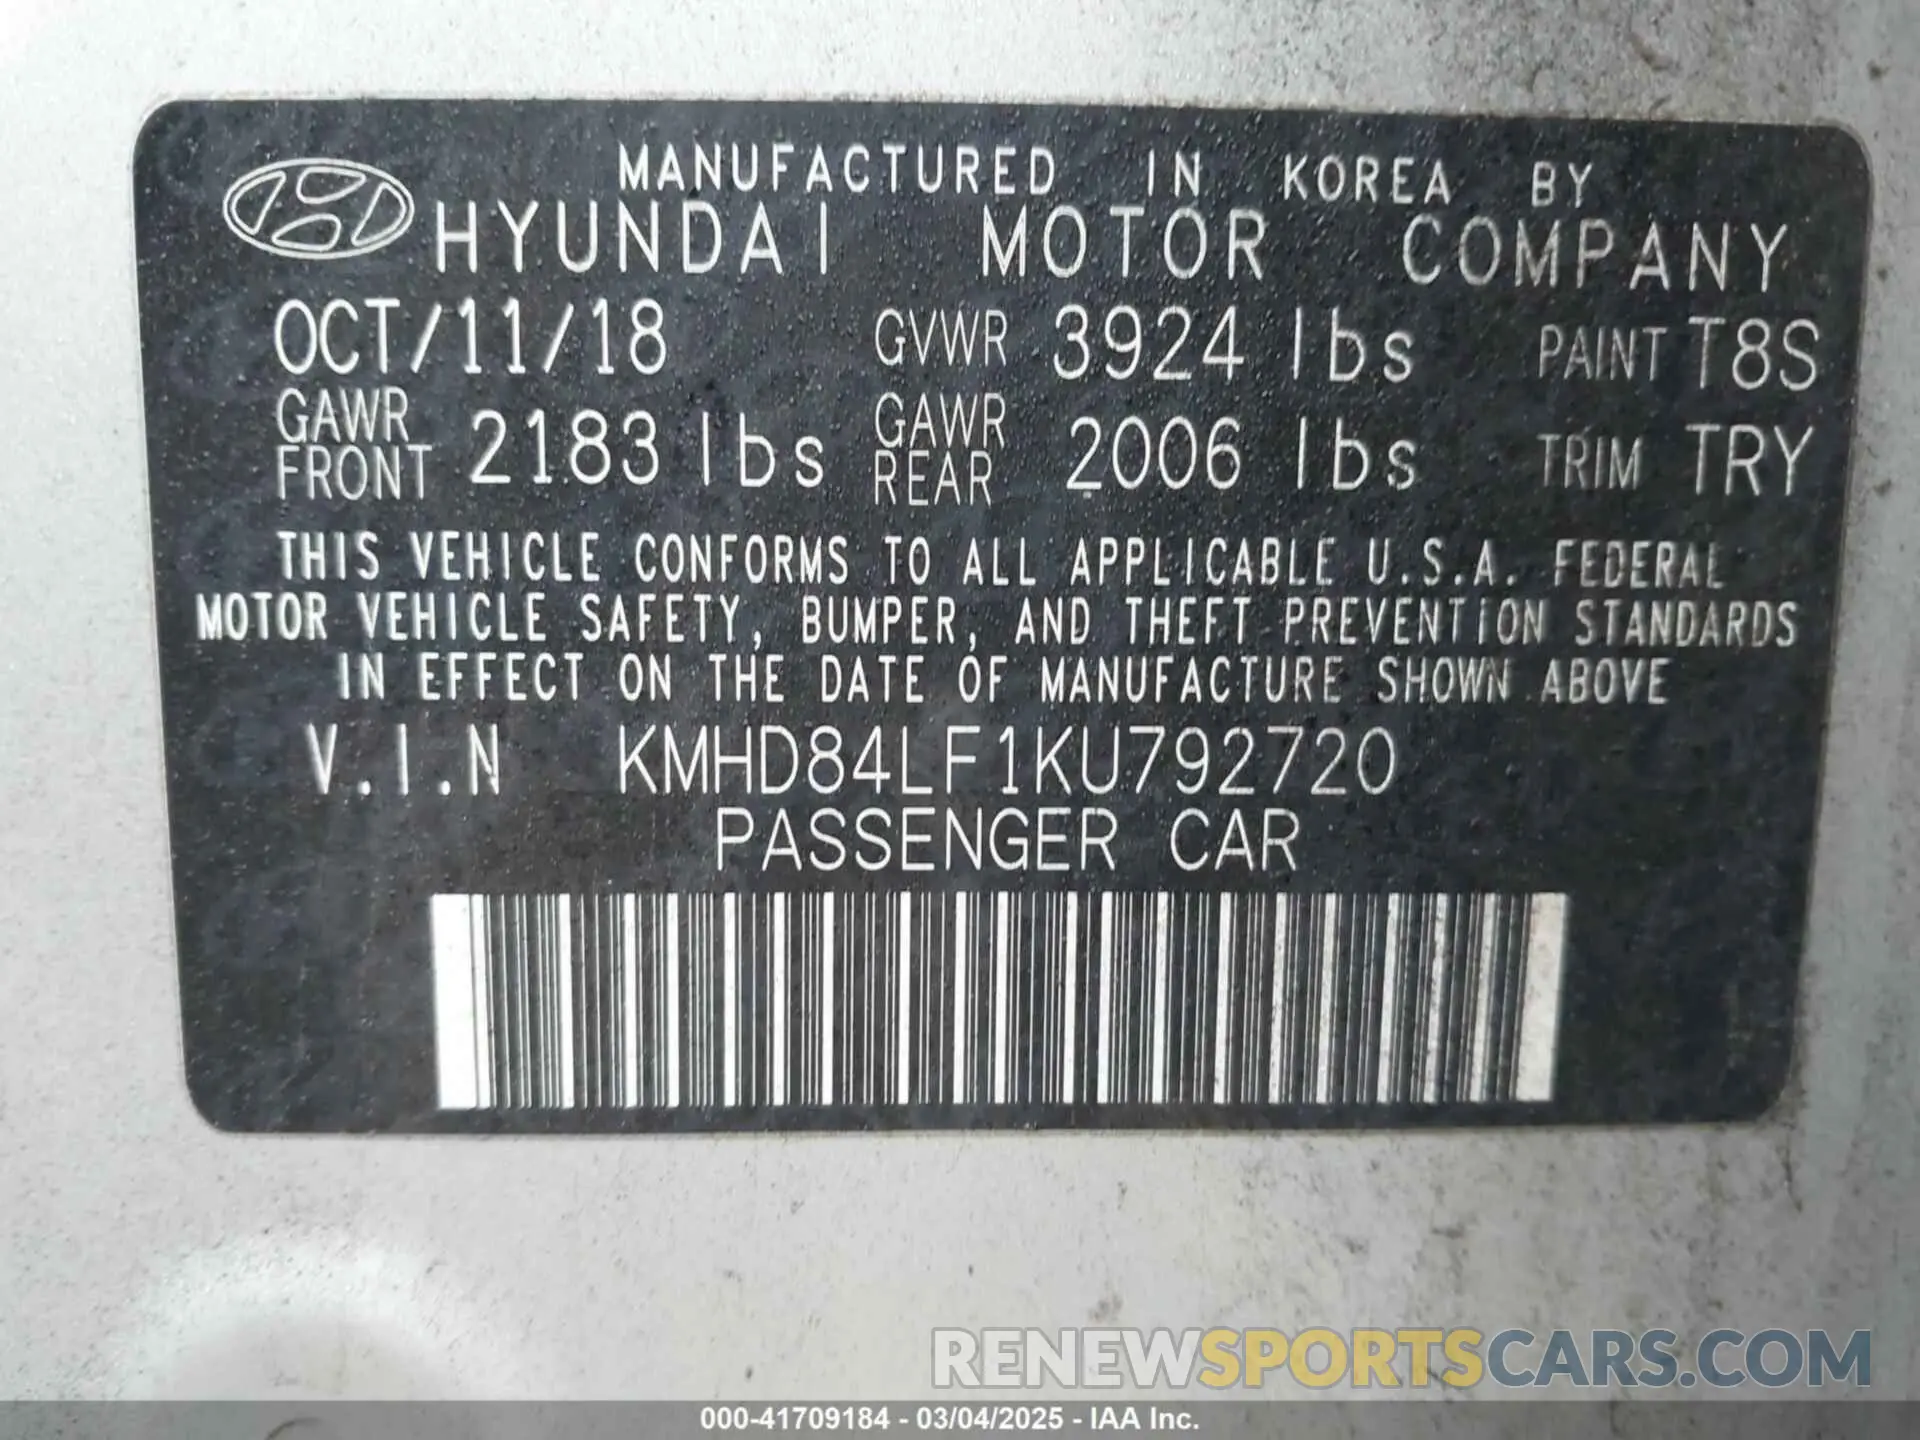 MANUFACTURED IN KOREA BY
HYUNDAI MOTOR COMPANY
OCT/11/18 GVWR 3924 lbs PAINT T8S
GAWR FRONT 2183 lbs GAWR REAR 2006 lbs TRIM TRY
THIS VEHICLE CONFORMS TO ALL APPLICABLE U.S.A. FEDERAL
MOTOR VEHICLE SAFETY, BUMPER, AND THEFT PREVENTION STANDARDS
IN EFFECT ON THE DATE OF MANUFACTURE SHOWN ABOVE
V.I.N KMHD84LF1KU792720
PASSENGER CAR
RENEWSPORTSCARS.COM
000-41709184 - 03/04/2025 - IAA Inc.